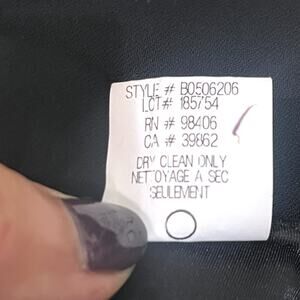 STYLE # B0506206
LCT# 185754
RN # 98406
CA # 39862
DRY CLEAN ONLY
NETTOYAGE A SEC
SEULEMENT